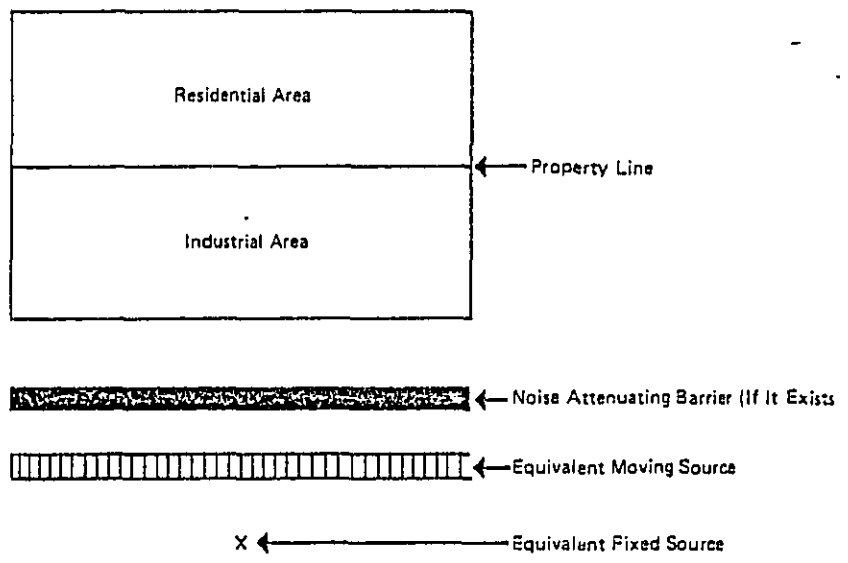 Residential Area
Property Line
Industrial Area
Noise Attenuating Barrier (If It Exists
Equivalent Moving Source
X
Equivalent Fixed Source